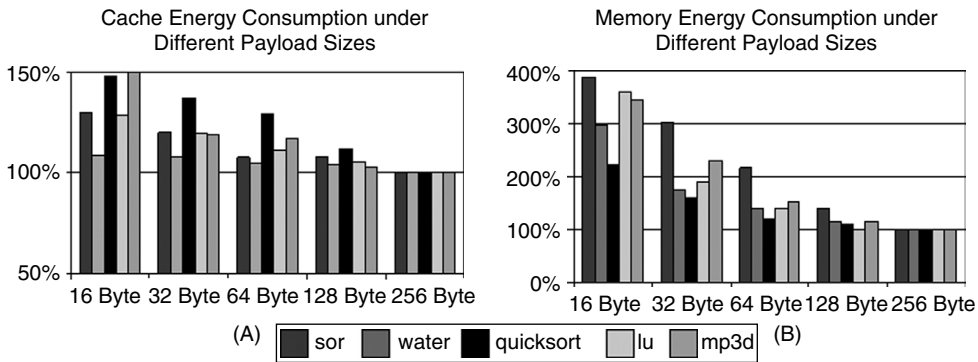 Cache Energy Consumption under
Different Payload Sizes
150%
100%
50%
16 Byte 32 Byte 64 Byte 128 Byte 256 Byte
(A)
Memory Energy Consumption under
Different Payload Sizes
400%
300%
200%
100%
0%
16 Byte 32 Byte 64 Byte 128 Byte 256 Byte
(B)
sor water quicksort lu mp3d